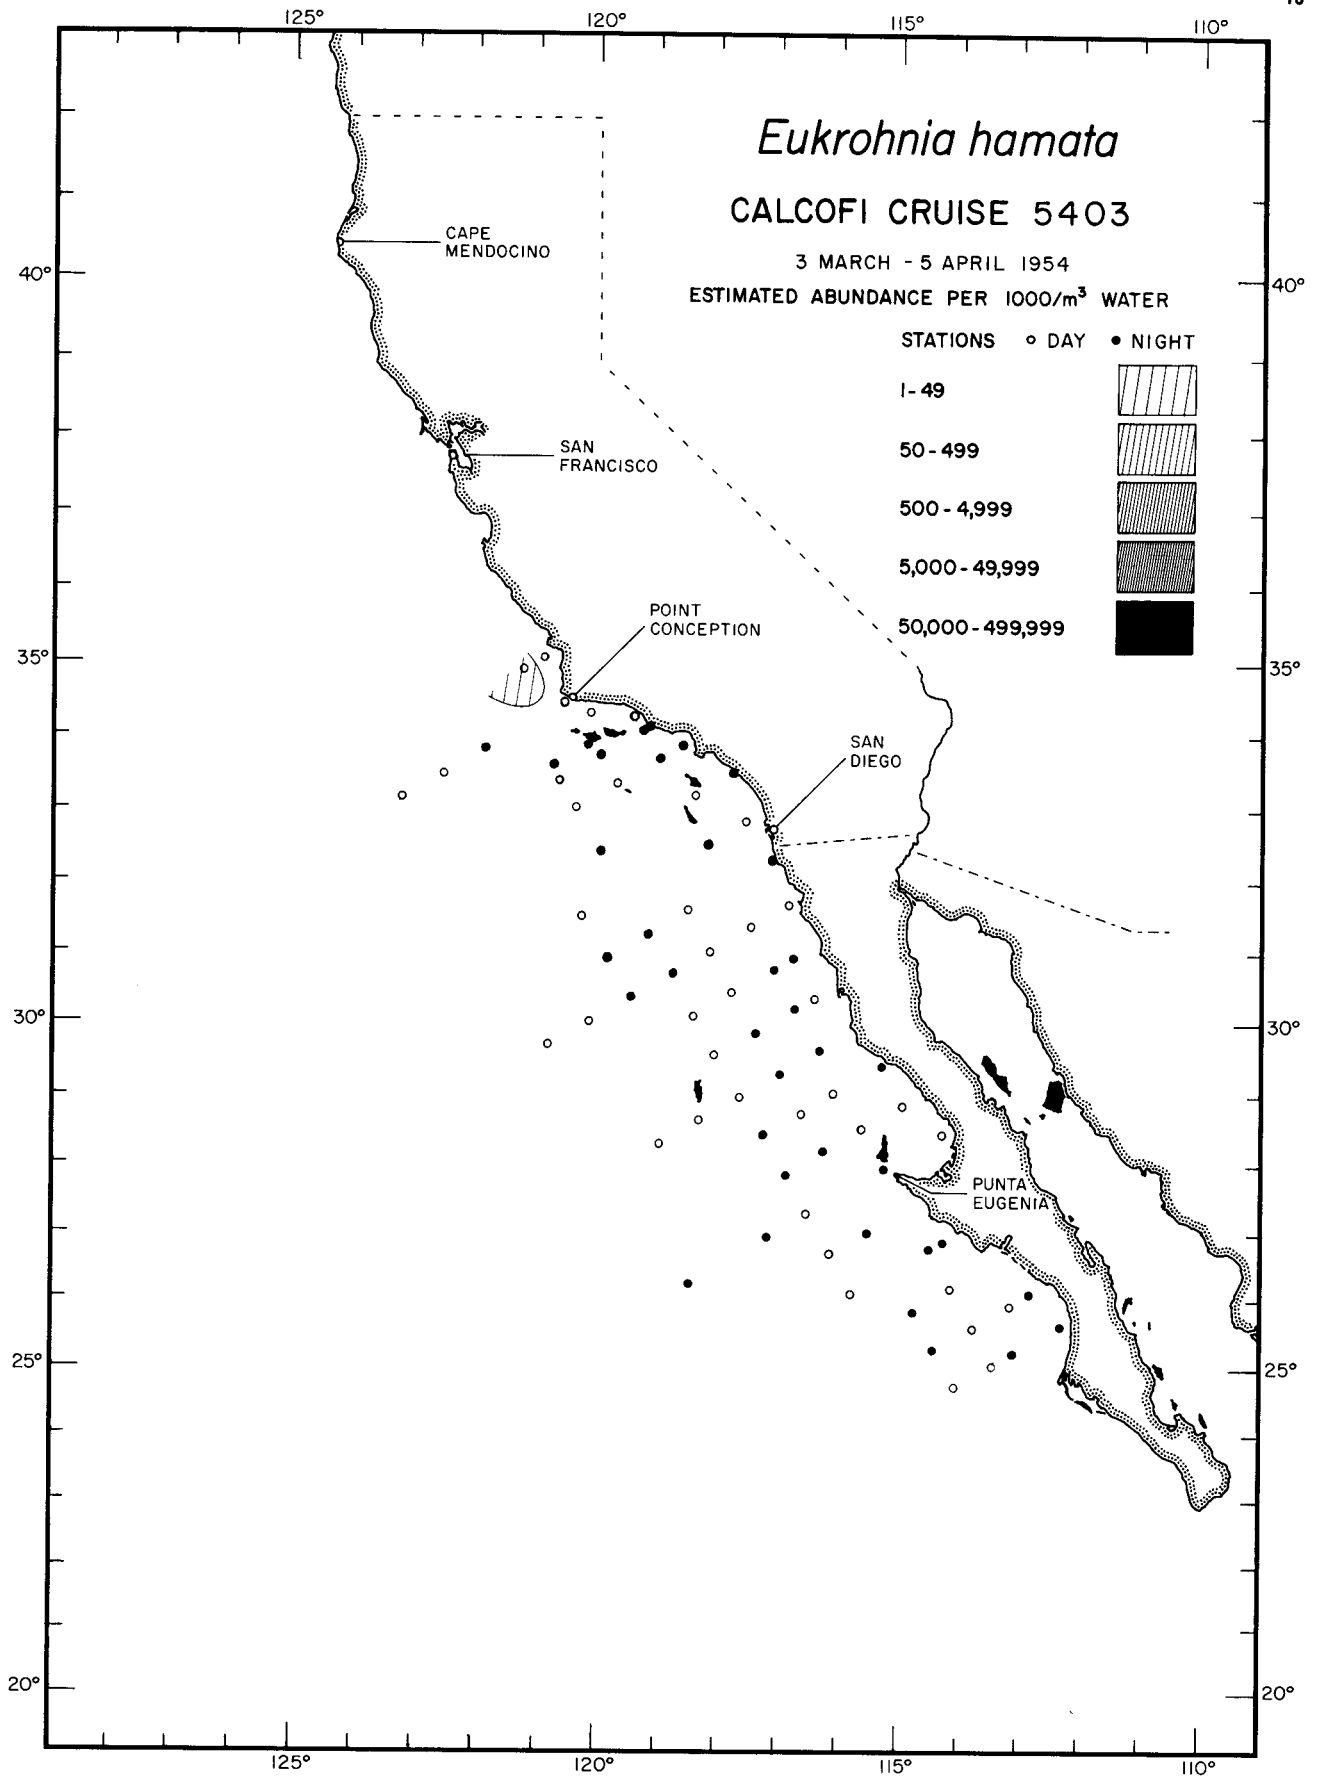 125°
120°
115°
110°
Eukrohnia hamata
CALCOFI CRUISE 5403
3 MARCH - 5 APRIL 1954
ESTIMATED ABUNDANCE PER 1000/m³ WATER
STATIONS ○ DAY ● NIGHT
1-49
50-499
500-4,999
5,000-49,999
50,000-499,999
CAPE
MENDOCINO
40°
40°
SAN
FRANCISCO
POINT
CONCEPTION
35°
35°
SAN
DIEGO
30°
30°
PUNTA
EUGENIA
25°
25°
20°
20°
125°
120°
115°
110°